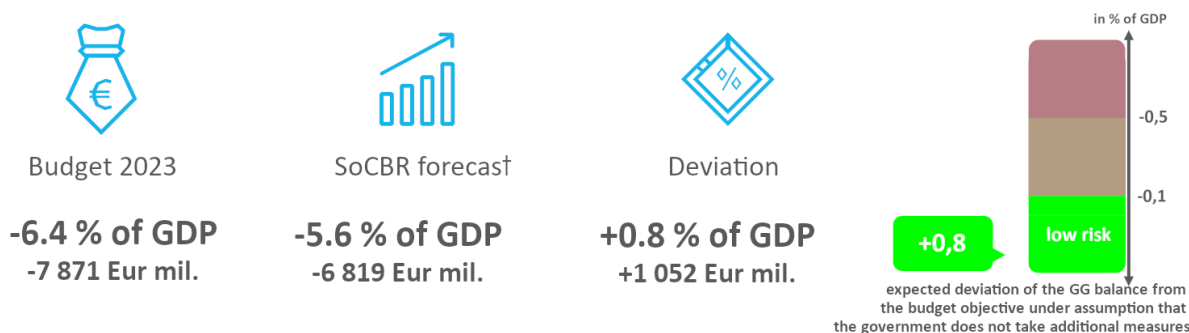 €
Budget 2023
-6.4 % of GDP
-7 871 Eur mil.
SoCBR forecast†
-5.6 % of GDP
-6 819 Eur mil.
%
Deviation
+0.8 % of GDP
+1 052 Eur mil.
in % of GDP
-0,5
-0,1
+0,8
low risk
expected deviation of the GG balance from
the budget objective under assumption that
the government does not take additional measures